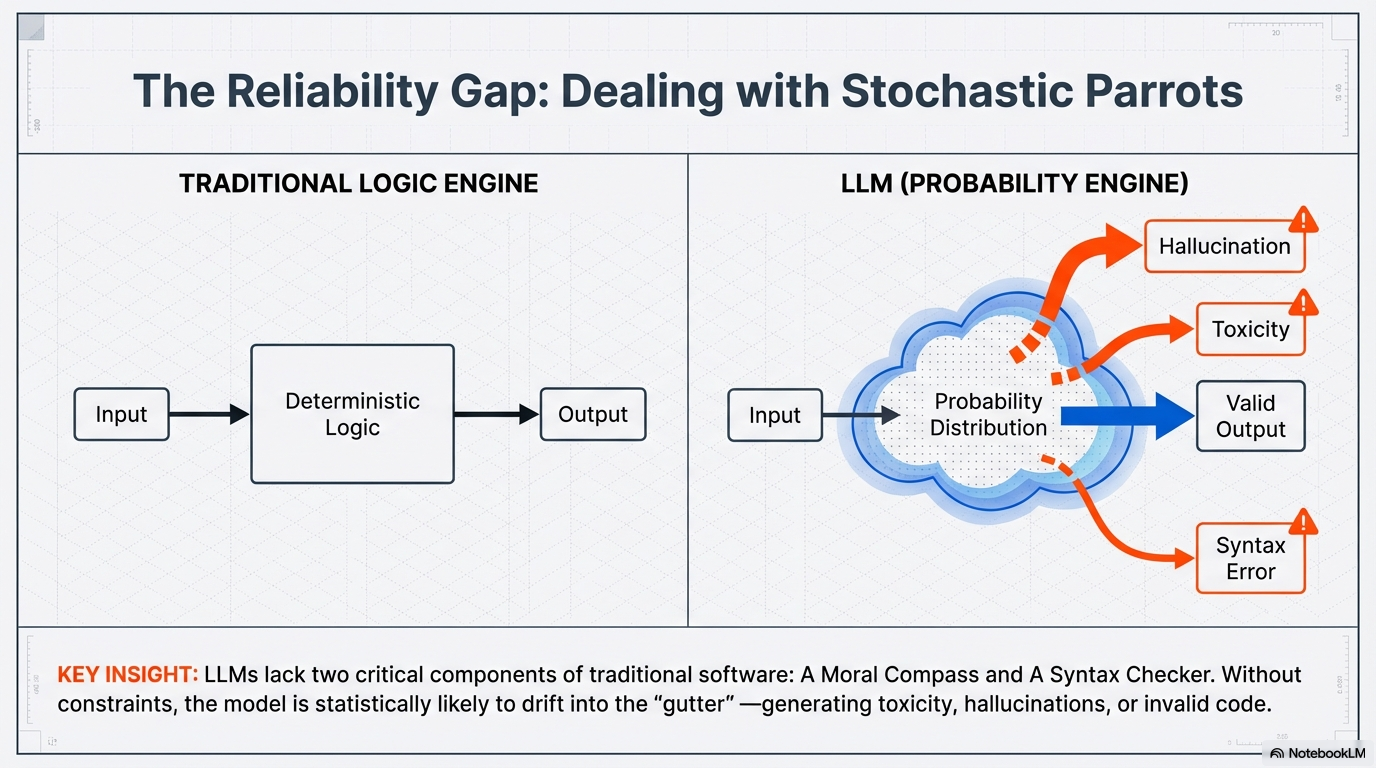 The Reliability Gap: Dealing with Stochastic Parrots
TRADITIONAL LOGIC ENGINE
Input
Deterministic
Logic
Output
LLM (PROBABILITY ENGINE)
Input
Probability
Distribution
Hallucination
Toxicity
Valid
Output
Syntax
Error
KEY INSIGHT: LLMs lack two critical components of traditional software: A Moral Compass and A Syntax Checker. Without
constraints, the model is statistically likely to drift into the “gutter” —generating toxicity, hallucinations, or invalid code.
20
NotebookLM